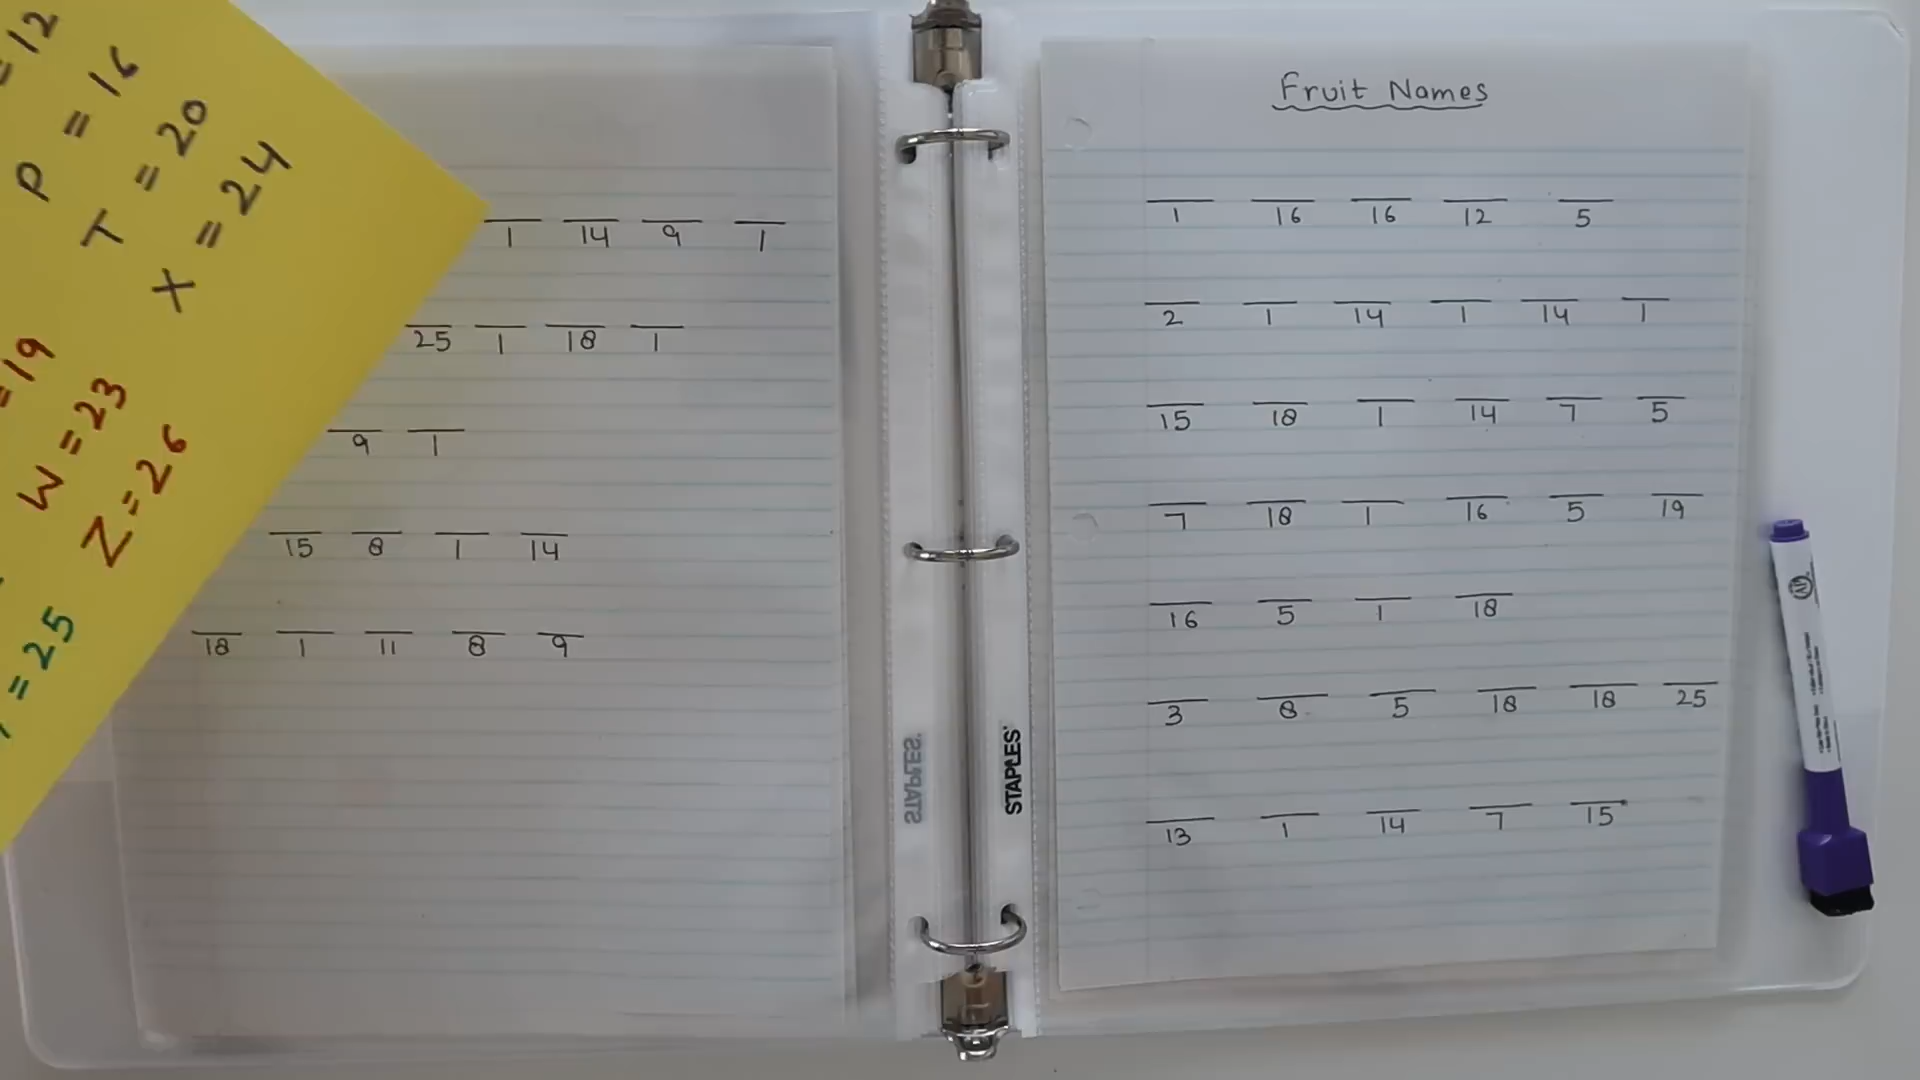 = 12
P = 16
T = 20
X = 24
= 19
W = 23
Z = 26
= 25
1 14 9 1
25 1 18 1
9 1
15 8 1 14
18 1 11 8 9
STAPLES
Fruit Names
1 16 16 12 5
2 1 14 1 14 1
15 18 1 14 7 5
7 18 1 16 5 19
16 5 1 18
3 8 5 18 18 25
13 1 14 7 15